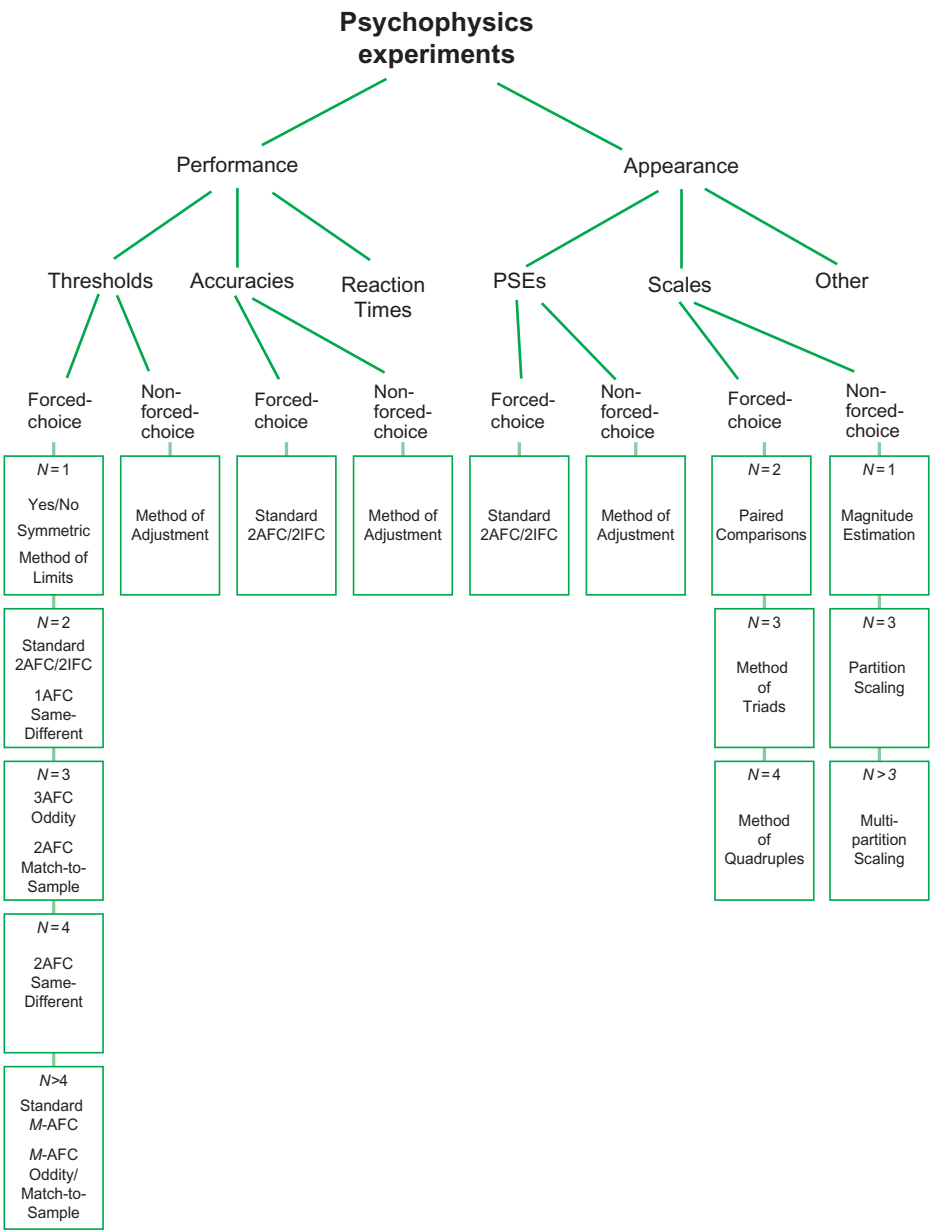 Psychophysics
experiments
Performance
Appearance
Thresholds
Accuracies
Reaction
Times
PSEs
Scales
Other
Forced-
choice
Non-
forced-
choice
Forced-
choice
Non-
forced-
choice
Forced-
choice
Non-
forced-
choice
Forced-
choice
Non-
forced-
choice
N=1
Yes/No
Symmetric
Method of
Limits
Method of
Adjustment
Standard
2AFC/2IFC
Method of
Adjustment
Standard
2AFC/2IFC
Method of
Adjustment
N=2
Paired
Comparisons
N=1
Magnitude
Estimation
N=2
Standard
2AFC/2IFC
1AFC
Same-
Different
N=3
Method
of
Triads
N=3
Partition
Scaling
N=3
3AFC
Oddity
2AFC
Match-to-
Sample
N=4
Method
of
Quadruples
N>3
Multi-
partition
Scaling
N=4
2AFC
Same-
Different
N>4
Standard
M-AFC
M-AFC
Oddity/
Match-to-
Sample